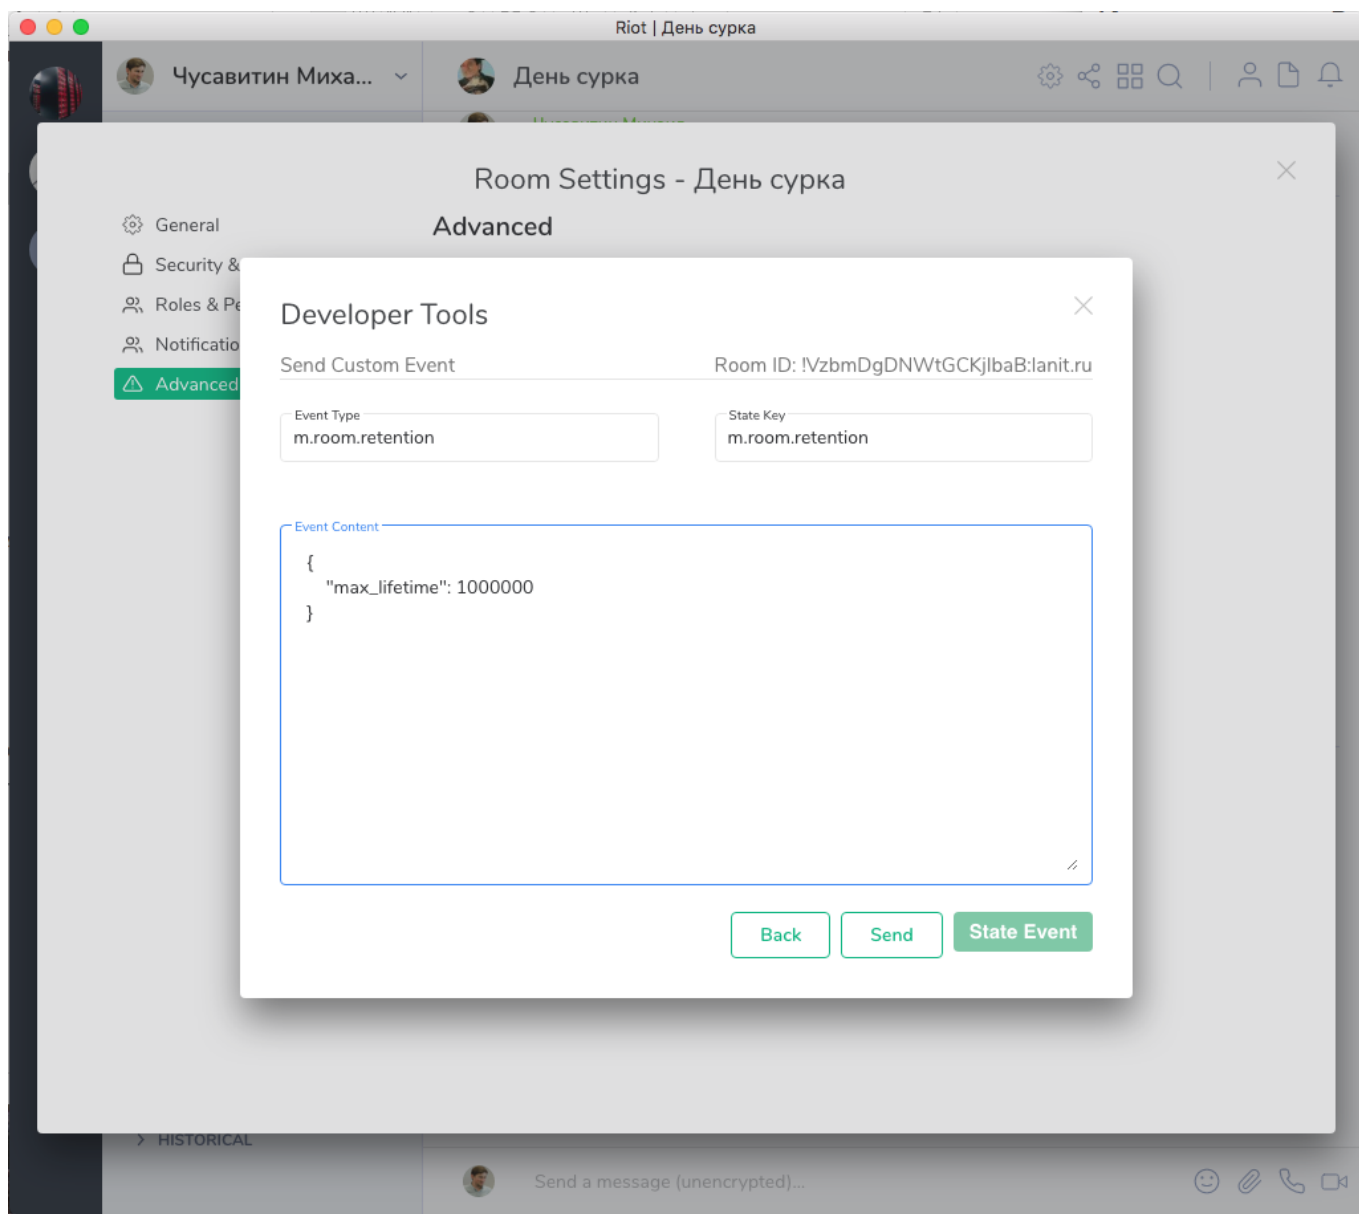 Riot | День сурка
Чусавитин Миха...
День сурка
Room Settings - День сурка
General
Security &
Roles & Pe
Notificatio
Advanced
Advanced
Developer Tools
Send Custom Event
Room ID: !VzbmDgDNWtGCKjlbaB:lanit.ru
Event Type
m.room.retention
State Key
m.room.retention
Event Content
{
"max_lifetime": 1000000
}
Back
Send
State Event
HISTORICAL
Send a message (unencrypted)...